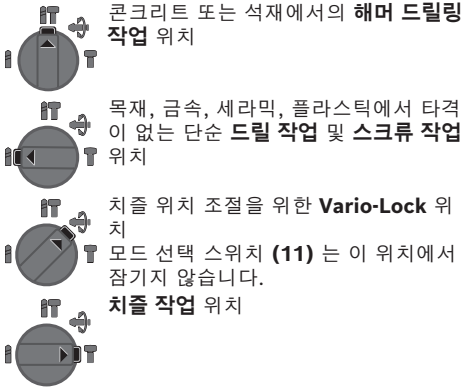 콘크리트 또는 석재에서의 해머 드릴링
작업 위치
목재, 금속, 세라믹, 플라스틱에서 타격
이 없는 단순 드릴 작업 및 스크류 작업
위치
치즐 위치 조절을 위한 Vario-Lock 위
치
모드 선택 스위치 (11) 는 이 위치에서
잠기지 않습니다.
치즐 작업 위치